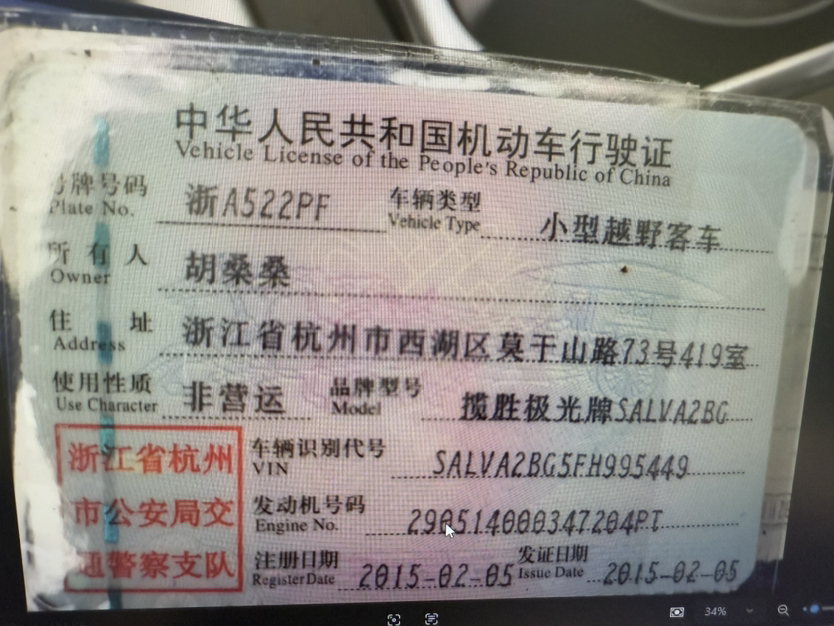 中华人民共和国机动车行驶证
Vehicle License of the People's Republic of China
号牌号码 浙A522PF 车辆类型 小型越野客车
Plate No. Vehicle Type
所有人 胡桑桑
Owner
住址 浙江省杭州市西湖区莫干山路73号419室
Address
使用性质 非营运 品牌型号 揽胜极光牌SALVA2BG
Use Character Model
浙江省杭州
市公安局交
通警察支队
车辆识别代号 SALVA2BG5FH995449
VIN
发动机号码 290514000347204PT
Engine No.
注册日期 2015-02-05 发证日期 2015-02-05
Register Date Issue Date
34%